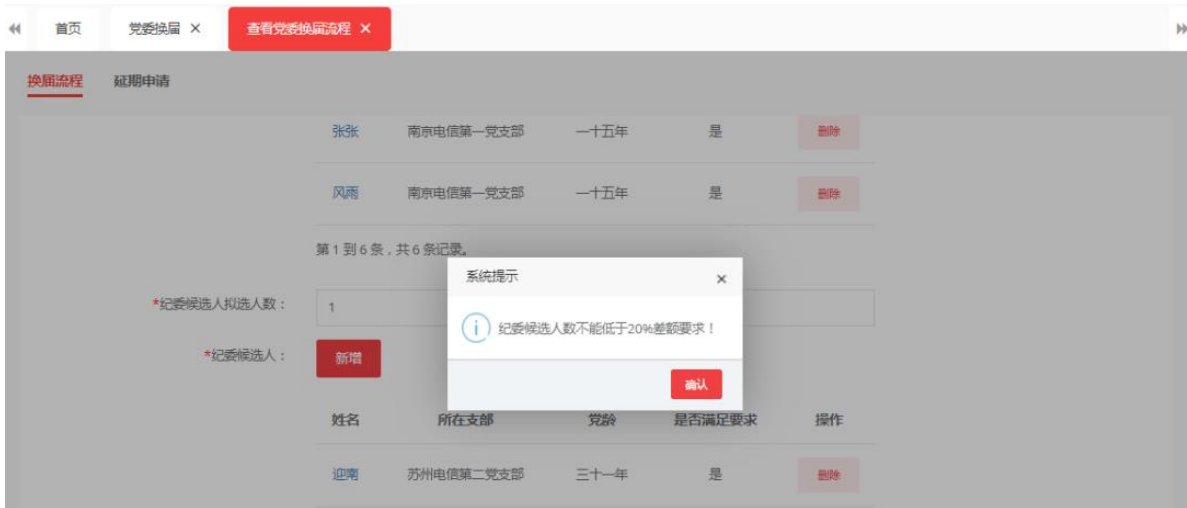 首页 党委换届 × 查看党委换届流程 ×
换届流程 延期申请
张张 南京电信第一党支部 一十五年 是 删除
风雨 南京电信第一党支部 一十五年 是 删除
第 1 到 6 条，共 6 条记录。
系统提示 ×
*纪委候选人拟选人数： 1
纪委候选人数不能低于20%差额要求！
*纪委候选人： 新增
确认
姓名 所在支部 党龄 是否满足要求 操作
迎南 苏州电信第二党支部 三十一年 是 删除